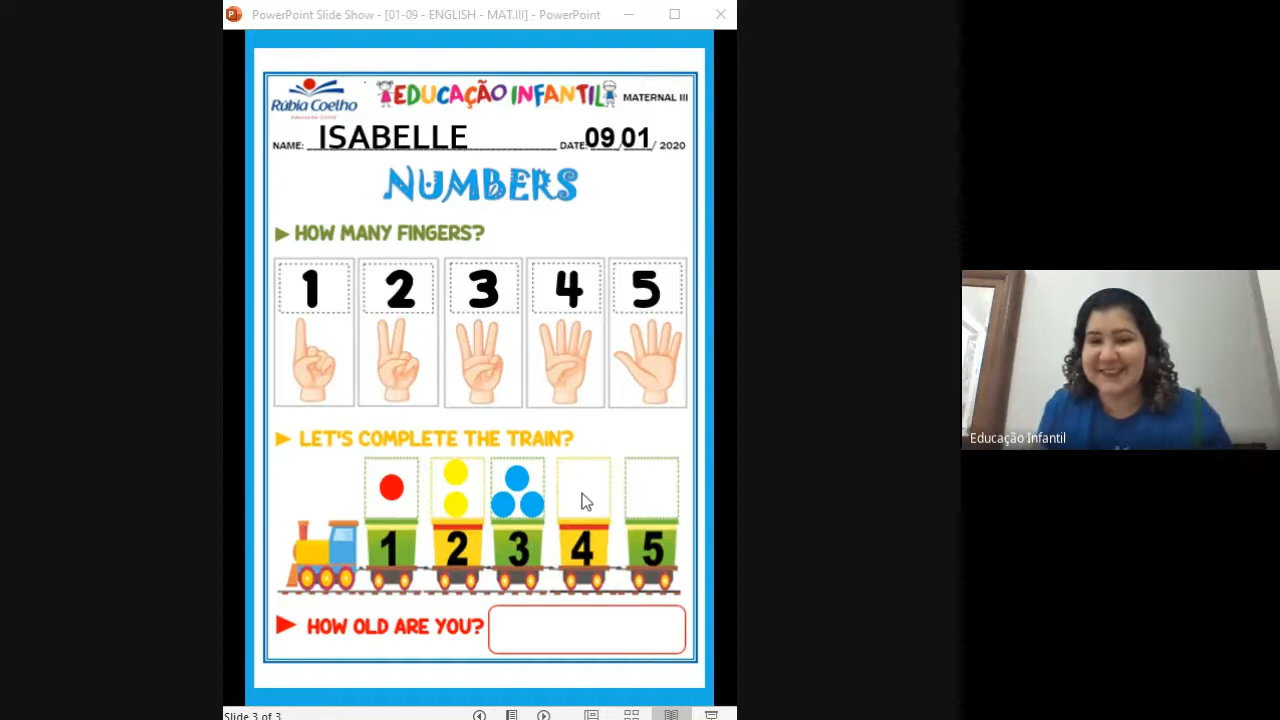 PowerPoint Slide Show - [01-09 - ENGLISH - MAT.III] - PowerPoint
Rúbia Coelho
EDUCAÇÃO INFANTIL
MATERNAL III
NAME: ISABELLE DATE: 09/01/ 2020
NUMBERS
HOW MANY FINGERS?
1 2 3 4 5
LET'S COMPLETE THE TRAIN?
1 2 3 4 5
HOW OLD ARE YOU?
Educação Infantil
Slide 3 of 3